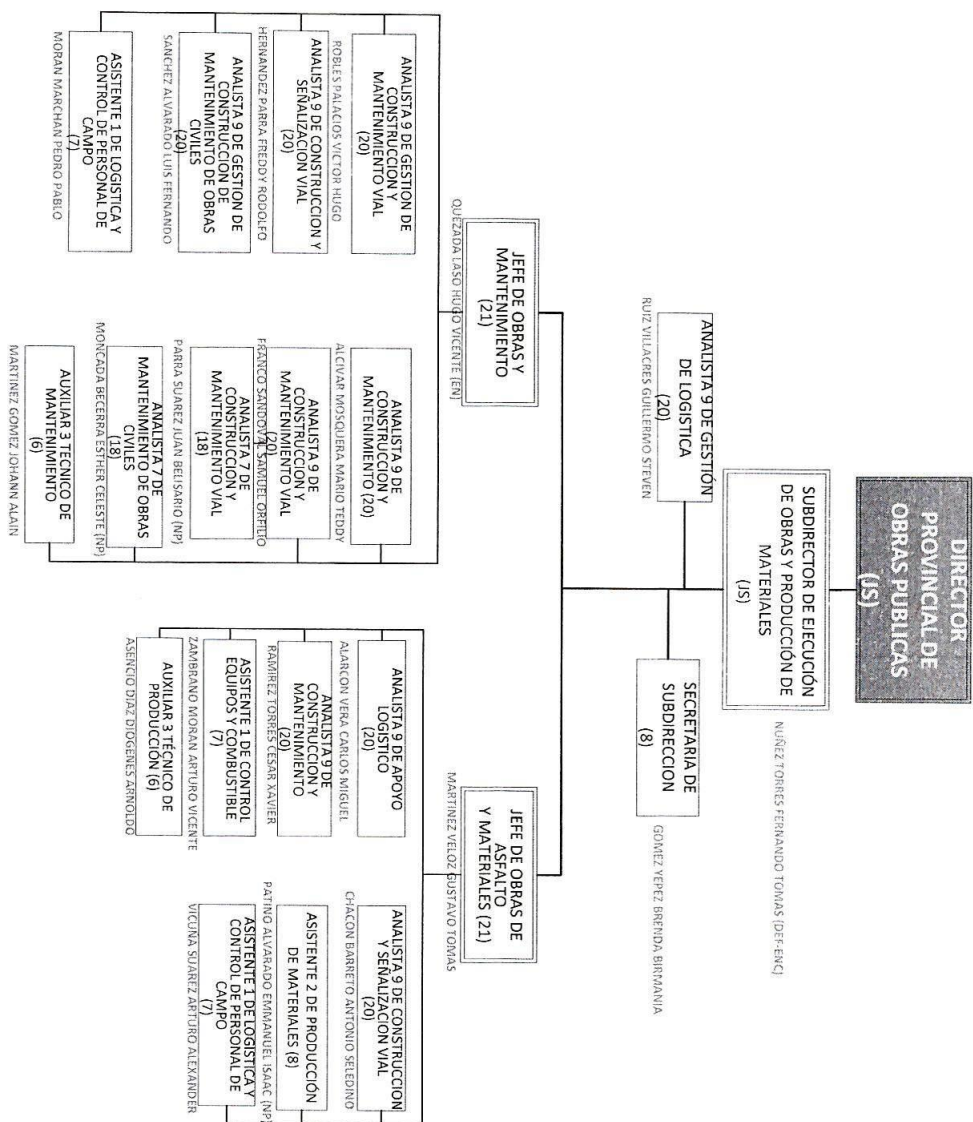 DIRECTOR
PROVINCIAL DE
OBRAS PUBLICAS
(JS)
SUBDIRECTOR DE EJECUCIÓN
DE OBRAS Y PRODUCCIÓN DE
MATERIALES
(JS)
NUÑEZ TORRES FERNANDO TOMAS (DEF-ENC)
ANALISTA 9 DE GESTIÓN
DE LOGISTICA
(20)
RUIZ VILLACRES GUILLERMO STEVEN
SECRETARIA DE
SUBDIRECCION
(8)
GOMEZ YEPEZ BRENDA BIRMANIA
JEFE DE OBRAS Y
MANTENIMIENTO
(21)
QUEZADA LASO HUGO VICENTE (EN)
JEFE DE OBRAS DE
ASFALTO
Y MATERIALES (21)
MARTINEZ VELOZ GUSTAVO TOMAS
ANALISTA 9 DE GESTION DE
CONSTRUCCION Y
MANTENIMIENTO VIAL
(20)
ROBLES PALACIOS VICTOR HUGO
ANALISTA 9 DE CONSTRUCCION Y
SEÑALIZACION VIAL
(20)
HERNANDEZ PARRA FREDDY RODOLFO
ANALISTA 9 DE GESTION DE
CONSTRUCCION DE
MANTENIMIENTO DE OBRAS
CIVILES
(20)
SANCHEZ ALVARADO LUIS FERNANDO
ASISTENTE 1 DE LOGISTICA Y
CONTROL DE PERSONAL DE
CAMPO
(7)
MORAN MARCHAN PEDRO PABLO
ANALISTA 9 DE
CONSTRUCCION Y
MANTENIMIENTO (20)
ALCIVAR MOSQUERA MARIO TEDDY
ANALISTA 9 DE
CONSTRUCCION Y
MANTENIMIENTO VIAL
(20)
FRANCO SANDOVAL SAMUEL ORFILIO
ANALISTA 7 DE
CONSTRUCCION Y
MANTENIMIENTO VIAL
(18)
PARRA SUAREZ JUAN BELISARIO (NP)
ANALISTA 7 DE
MANTENIMIENTO DE OBRAS
CIVILES
(18)
MONCADA BECERRA ESTHER CELESTE (NP)
AUXILIAR 3 TECNICO DE
MANTENIMIENTO
(6)
MARTINEZ GOMEZ JOHANN ALAIN
ANALISTA 9 DE APOYO
LOGISTICO
(20)
ALARCON VERA CARLOS MIGUEL
ANALISTA 9 DE
CONSTRUCCION Y
MANTENIMIENTO
(20)
RAMIREZ TORRES CESAR XAVIER
ASISTENTE 1 DE CONTROL
EQUIPOS Y COMBUSTIBLE
(7)
ZAMBRANO MORAN ARTURO VICENTE
AUXILIAR 3 TÉCNICO DE
PRODUCCIÓN (6)
ASENCIO DIAZ DIOGENES ARNOLDO
ANALISTA 9 DE CONSTRUCCION
Y SEÑALIZACION VIAL
(20)
CHACON BARRETO ANTONIO SELEDINO
ASISTENTE 2 DE PRODUCCIÓN
DE MATERIALES (8)
PATINO ALVARADO EMMANUEL ISAAC (NP)
ASISTENTE 1 DE LOGISTICA Y
CONTROL DE PERSONAL DE
CAMPO
(7)
VICUÑA SUAREZ ARTURO ALEXANDER